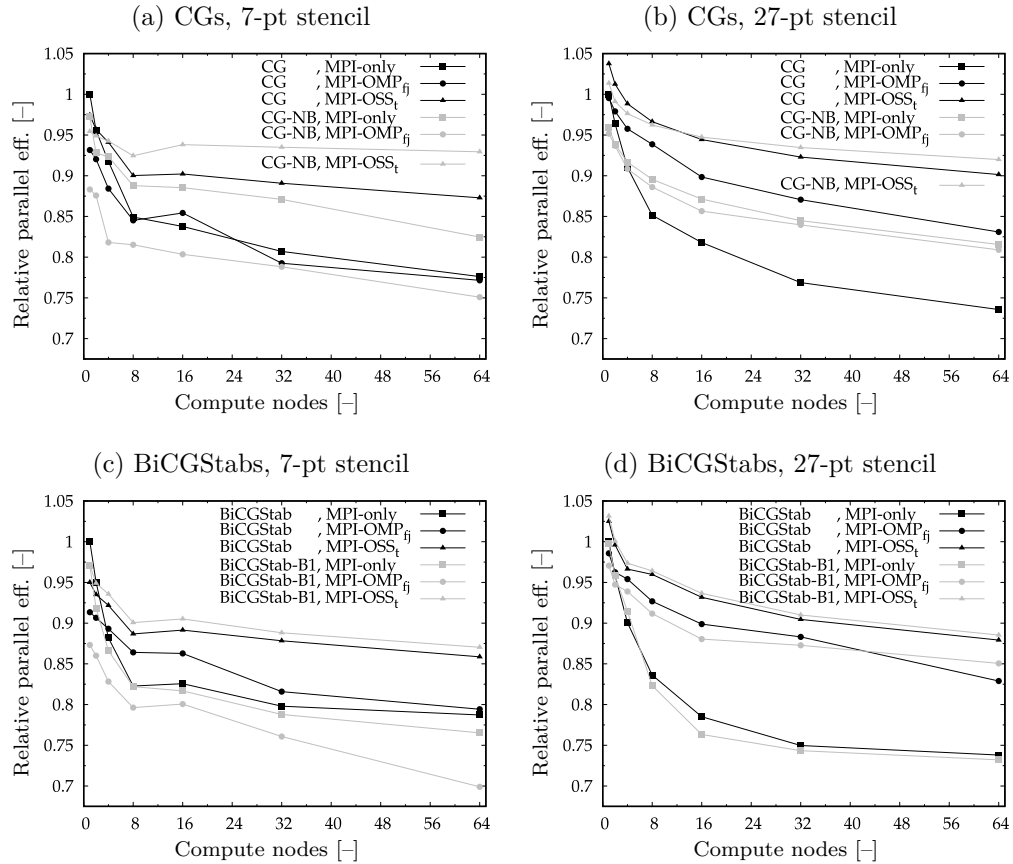 (a) CGs, 7-pt stencil
Relative parallel eff. [–]
1.05
1
0.95
0.9
0.85
0.8
0.75
0.7
CG , MPI-only
CG , MPI-OMPfj
CG , MPI-OSSt
CG-NB, MPI-only
CG-NB, MPI-OMPfj
CG-NB, MPI-OSSt
0 8 16 24 32 40 48 56 64
Compute nodes [–]
(b) CGs, 27-pt stencil
Relative parallel eff. [–]
1.05
1
0.95
0.9
0.85
0.8
0.75
0.7
CG , MPI-only
CG , MPI-OMPfj
CG , MPI-OSSt
CG-NB, MPI-only
CG-NB, MPI-OMPfj
CG-NB, MPI-OSSt
0 8 16 24 32 40 48 56 64
Compute nodes [–]
(c) BiCGStabs, 7-pt stencil
Relative parallel eff. [–]
1.05
1
0.95
0.9
0.85
0.8
0.75
0.7
BiCGStab , MPI-only
BiCGStab , MPI-OMPfj
BiCGStab , MPI-OSSt
BiCGStab-B1, MPI-only
BiCGStab-B1, MPI-OMPfj
BiCGStab-B1, MPI-OSSt
0 8 16 24 32 40 48 56 64
Compute nodes [–]
(d) BiCGStabs, 27-pt stencil
Relative parallel eff. [–]
1.05
1
0.95
0.9
0.85
0.8
0.75
0.7
BiCGStab , MPI-only
BiCGStab , MPI-OMPfj
BiCGStab , MPI-OSSt
BiCGStab-B1, MPI-only
BiCGStab-B1, MPI-OMPfj
BiCGStab-B1, MPI-OSSt
0 8 16 24 32 40 48 56 64
Compute nodes [–]